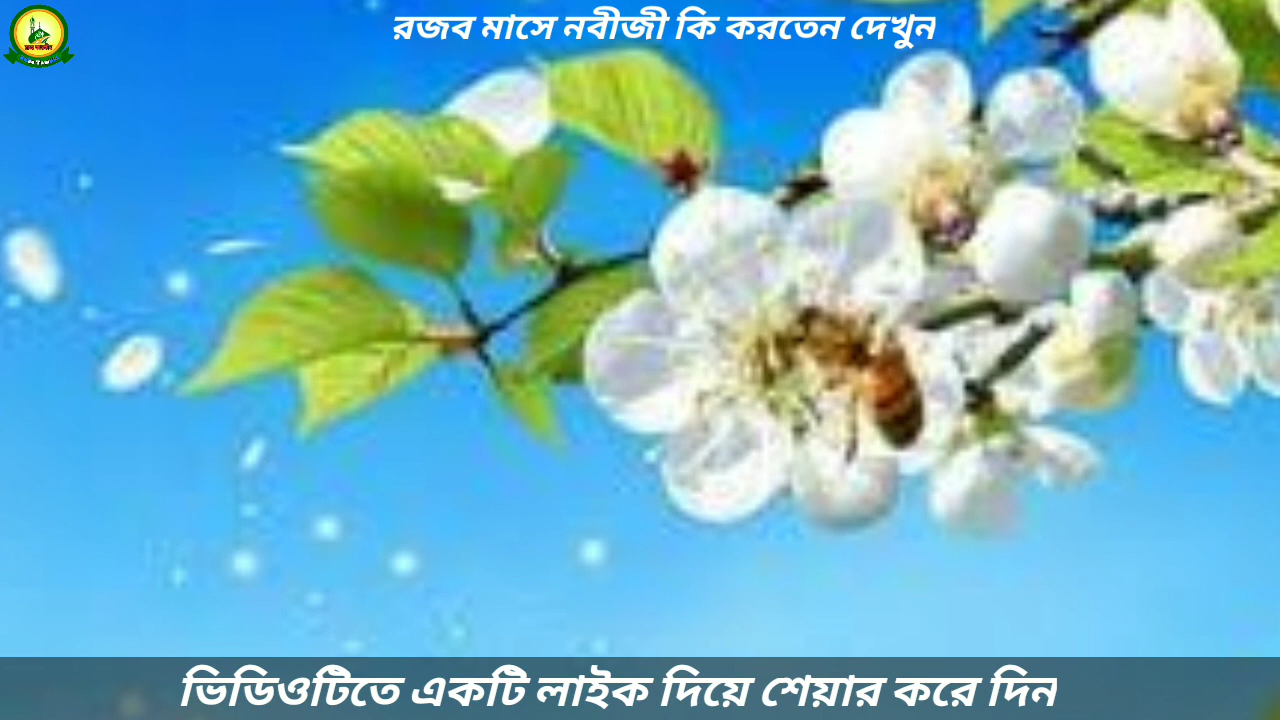 রজব মাসে নবীজী কি করতেন দেখুন
ভিডিওটিতে একটি লাইক দিয়ে শেয়ার করে দিন